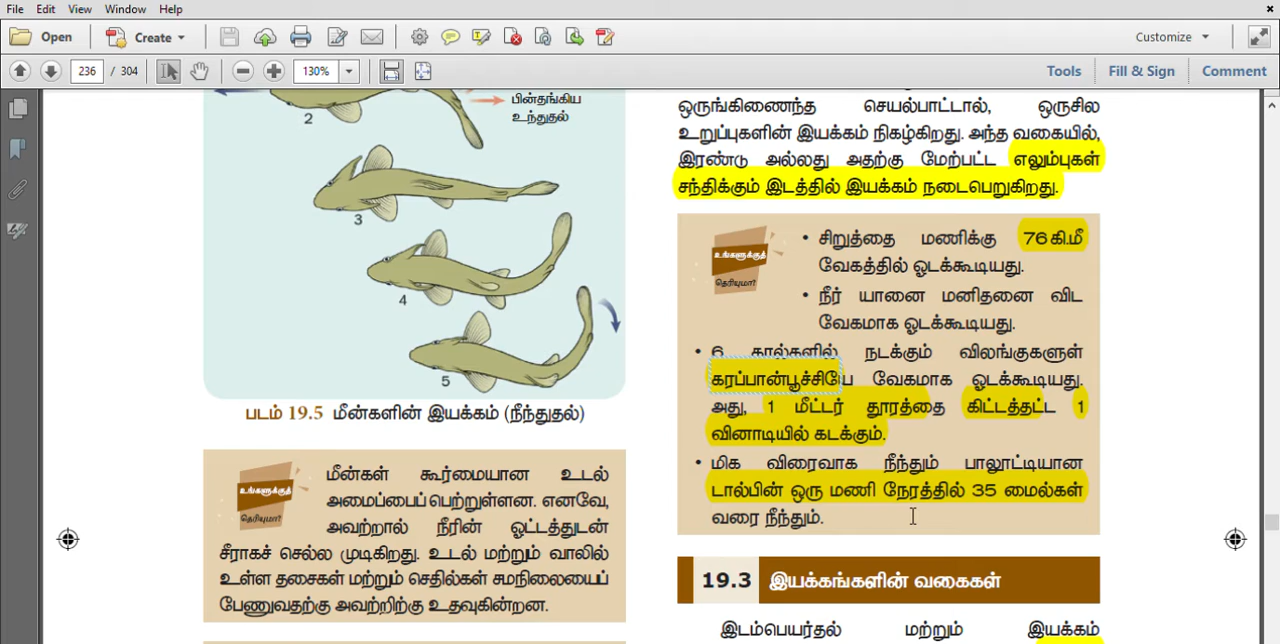 File Edit View Window Help
Open Create Customize
236 / 304 130% Tools Fill & Sign Comment
பின்தங்கிய
உந்துதல்
2
3
4
5
படம் 19.5 மீன்களின் இயக்கம் (நீந்துதல்)
உங்களுக்குத்
தெரியுமா?
மீன்கள் கூர்மையான உடல்
அமைப்பைப் பெற்றுள்ளன. எனவே,
அவற்றால் நீரின் ஓட்டத்துடன்
சீராகச் செல்ல முடிகிறது. உடல் மற்றும் வாலில்
உள்ள தசைகள் மற்றும் செதில்கள் சமநிலையைப்
பேணுவதற்கு அவற்றிற்கு உதவுகின்றன.
ஒருங்கிணைந்த செயல்பாட்டால், ஒருசில
உறுப்புகளின் இயக்கம் நிகழ்கிறது. அந்த வகையில்,
இரண்டு அல்லது அதற்கு மேற்பட்ட எலும்புகள்
சந்திக்கும் இடத்தில் இயக்கம் நடைபெறுகிறது.
உங்களுக்குத்
தெரியுமா?
• சிறுத்தை மணிக்கு 76கி.மீ
வேகத்தில் ஓடக்கூடியது.
• நீர் யானை மனிதனை விட
வேகமாக ஓடக்கூடியது.
• 6 கால்களில் நடக்கும் விலங்குகளுள்
கரப்பான்பூச்சியே வேகமாக ஓடக்கூடியது.
அது, 1 மீட்டர் தூரத்தை கிட்டத்தட்ட 1
வினாடியில் கடக்கும்.
• மிக விரைவாக நீந்தும் பாலூட்டியான
டால்பின் ஒரு மணி நேரத்தில் 35 மைல்கள்
வரை நீந்தும்.
19.3 இயக்கங்களின் வகைகள்
இடம்பெயர்தல் மற்றும் இயக்கம்